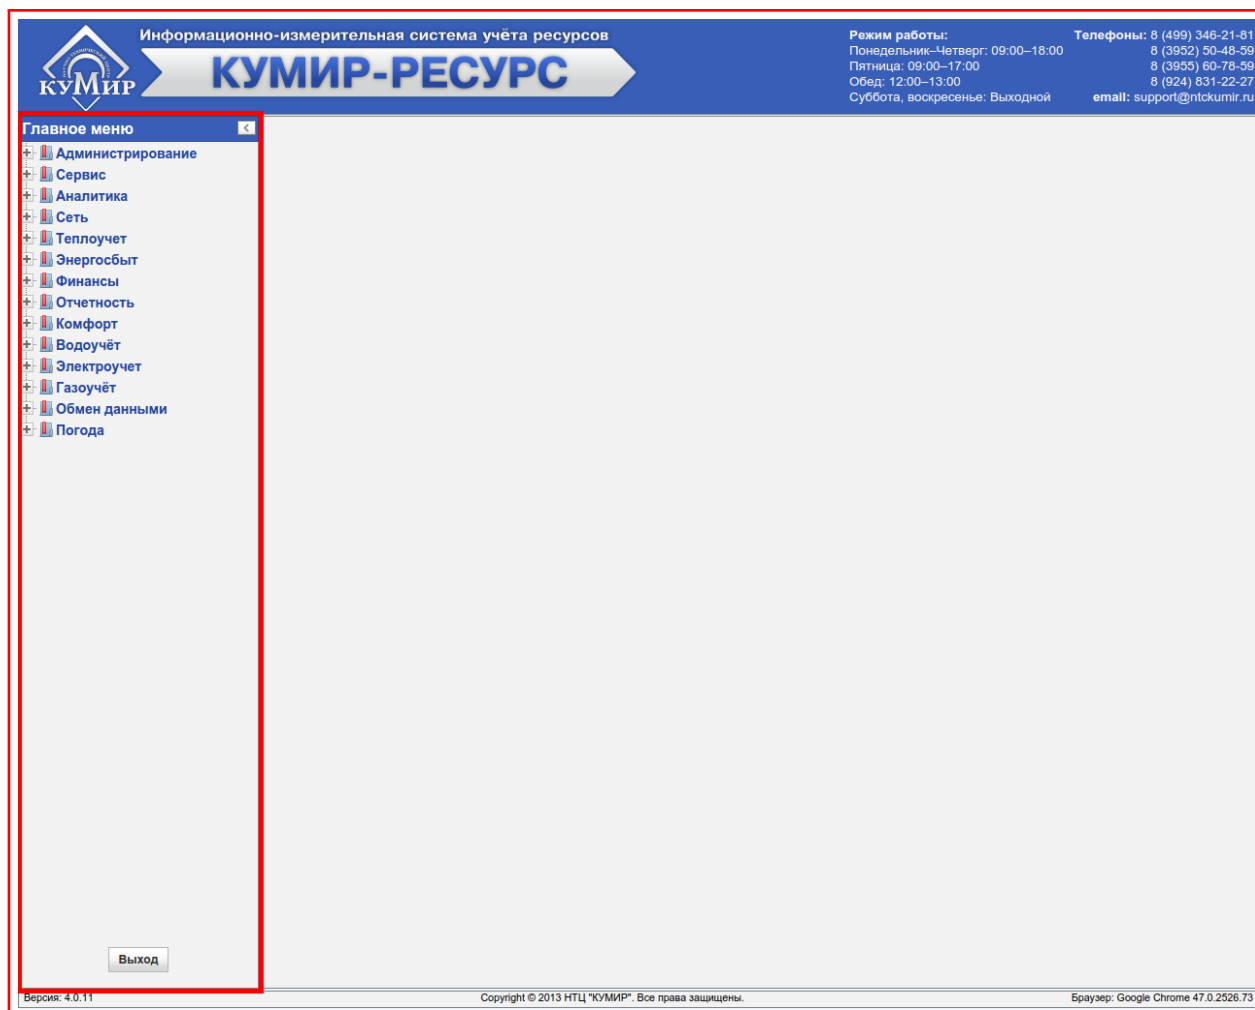 Информационно-измерительная система учёта ресурсов
КУМИР-РЕСУРС
КУМИР
Режим работы:
Понедельник–Четверг: 09:00–18:00
Пятница: 09:00–17:00
Обед: 12:00–13:00
Суббота, воскресенье: Выходной
Телефоны: 8 (499) 346-21-81
8 (3952) 50-48-59
8 (3955) 60-78-59
8 (924) 831-22-27
email: support@ntckumir.ru
Главное меню
Администрирование
Сервис
Аналитика
Сеть
Теплоучет
Энергосбыт
Финансы
Отчетность
Комфорт
Водоучёт
Электроучет
Газоучёт
Обмен данными
Погода
Выход
Версия: 4.0.11
Copyright © 2013 НТЦ "КУМИР". Все права защищены.
Браузер: Google Chrome 47.0.2526.73